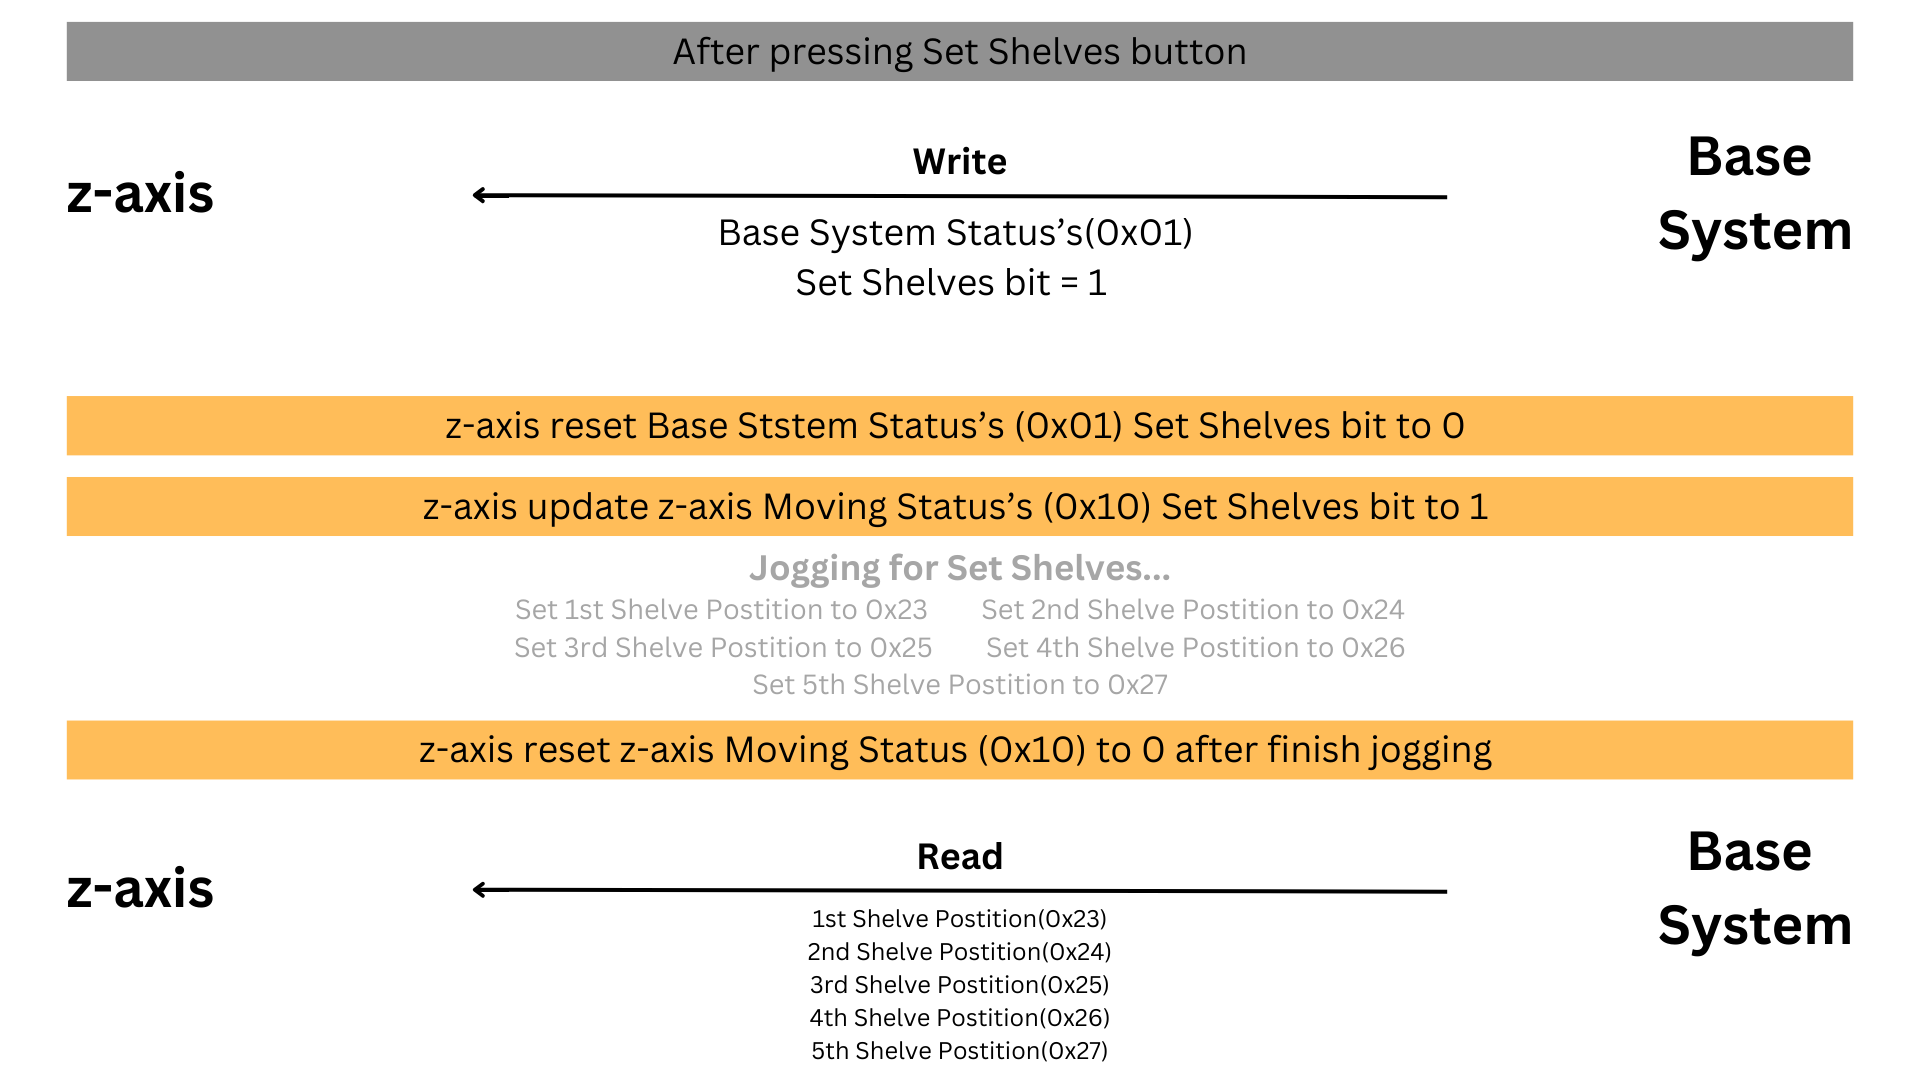 After pressing Set Shelves button
Write
z-axis
Base
System
Base System Status’s(0x01)
Set Shelves bit = 1
z-axis reset Base Ststem Status’s (0x01) Set Shelves bit to 0
z-axis update z-axis Moving Status’s (0x10) Set Shelves bit to 1
Jogging for Set Shelves...
Set 1st Shelve Postition to 0x23 Set 2nd Shelve Postition to 0x24
Set 3rd Shelve Postition to 0x25 Set 4th Shelve Postition to 0x26
Set 5th Shelve Postition to 0x27
z-axis reset z-axis Moving Status (0x10) to 0 after finish jogging
Read
z-axis
Base
System
1st Shelve Postition(0x23)
2nd Shelve Postition(0x24)
3rd Shelve Postition(0x25)
4th Shelve Postition(0x26)
5th Shelve Postition(0x27)